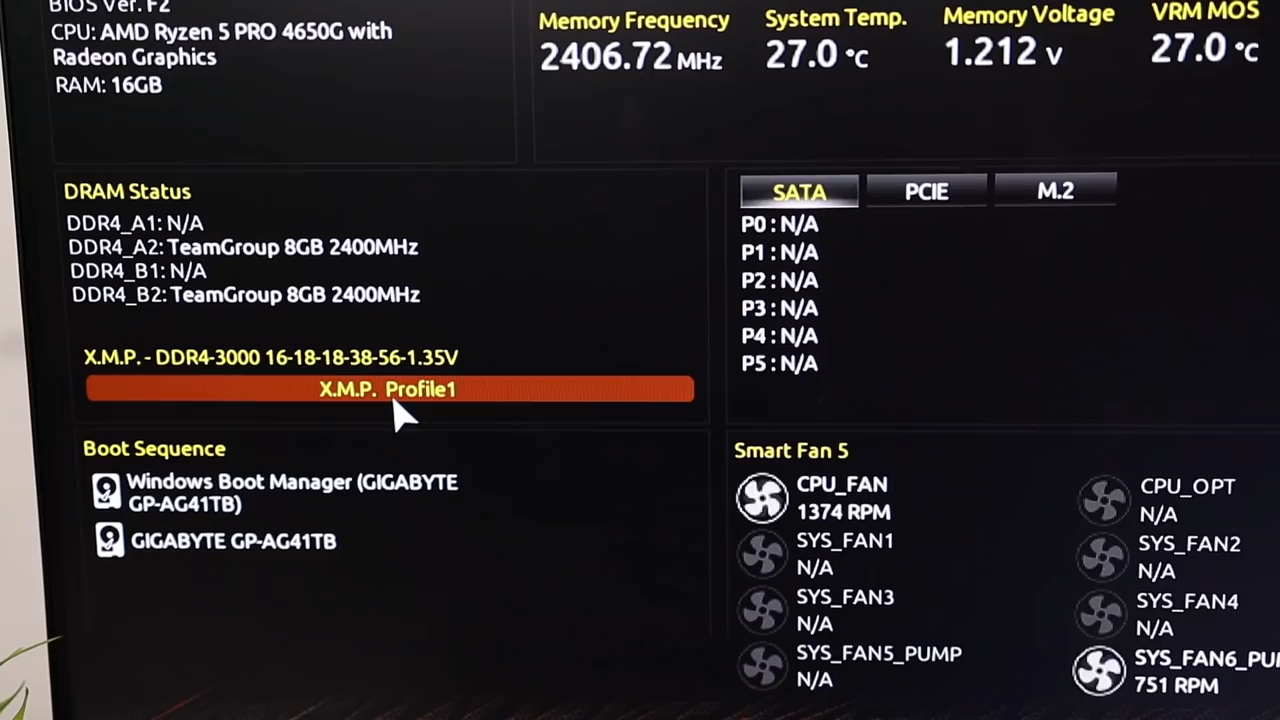 BIOS Ver. F2
CPU: AMD Ryzen 5 PRO 4650G with
Radeon Graphics
RAM: 16GB
Memory Frequency
2406.72 MHz
System Temp.
27.0 °C
Memory Voltage
1.212 V
VRM MOS
27.0 °C
DRAM Status
DDR4_A1: N/A
DDR4_A2: TeamGroup 8GB 2400MHz
DDR4_B1: N/A
DDR4_B2: TeamGroup 8GB 2400MHz
X.M.P. - DDR4-3000 16-18-18-38-56-1.35V
X.M.P. Profile1
SATA
PCIE
M.2
P0 : N/A
P1 : N/A
P2 : N/A
P3 : N/A
P4 : N/A
P5 : N/A
Boot Sequence
Windows Boot Manager (GIGABYTE
GP-AG41TB)
GIGABYTE GP-AG41TB
Smart Fan 5
CPU_FAN
1374 RPM
CPU_OPT
N/A
SYS_FAN1
N/A
SYS_FAN2
N/A
SYS_FAN3
N/A
SYS_FAN4
N/A
SYS_FAN5_PUMP
N/A
SYS_FAN6_PU
751 RPM